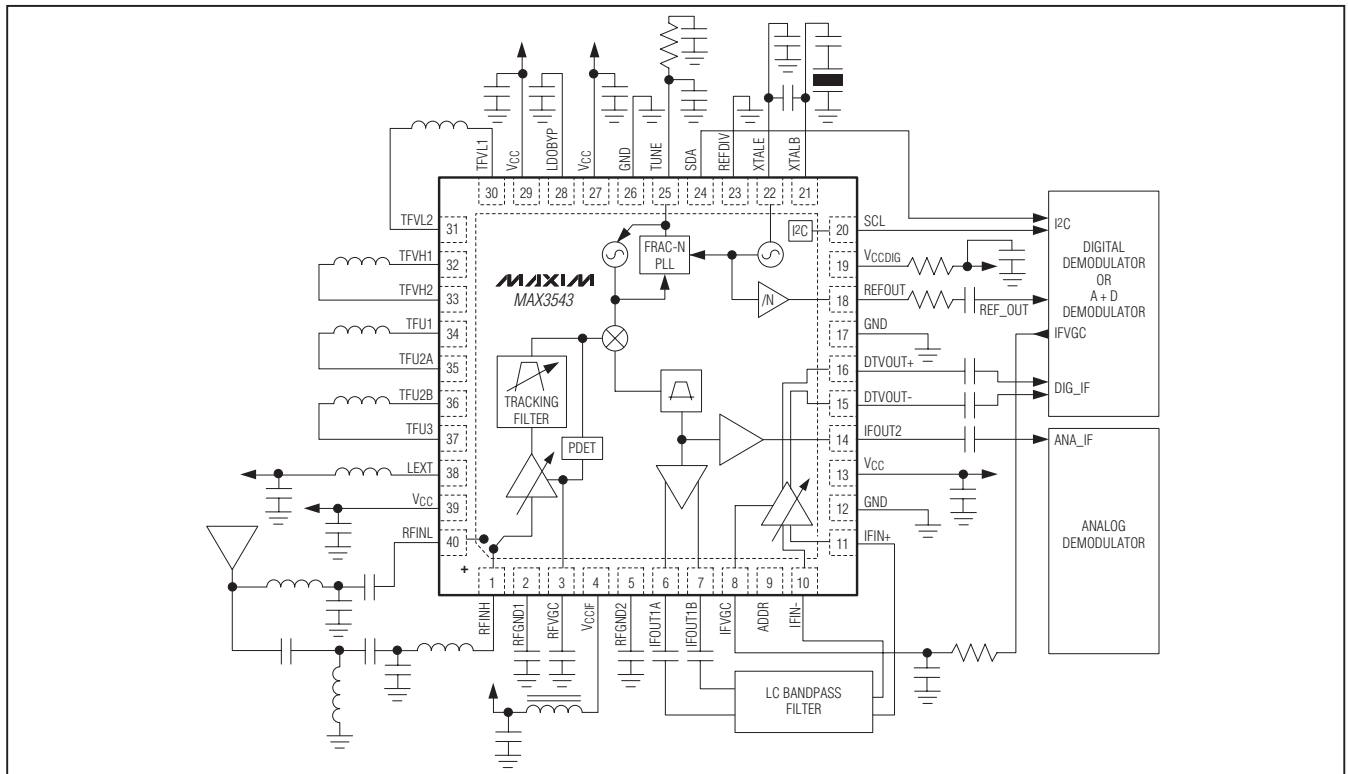 TFVL1
VCC
LDOBYP
VCC
GND
TUNE
SDA
REFDIV
XTALE
XTALB
30
29
28
27
26
25
24
23
22
21
TFVL2
31
TFVH1
32
TFVH2
33
TFU1
34
TFU2A
35
TFU2B
36
TFU3
37
LEXT
38
VCC
39
RFINL
40
MAXIM
MAX3543
FRAC-N
PLL
I2C
/N
TRACKING
FILTER
PDET
20
SCL
19
VCCDIG
18
REFOUT
REF_OUT
17
GND
16
DTVOUT+
15
DTVOUT-
14
IFOUT2
13
VCC
12
GND
11
IFIN+
I2C
DIGITAL
DEMODULATOR
OR
A + D
DEMODULATOR
IFVGC
DIG_IF
ANA_IF
ANALOG
DEMODULATOR
+
1
2
3
4
5
6
7
8
9
10
RFINH
RFGND1
RFVGC
VCCIF
RFGND2
IFOUT1A
IFOUT1B
IFVGC
ADDR
IFIN-
LC BANDPASS
FILTER